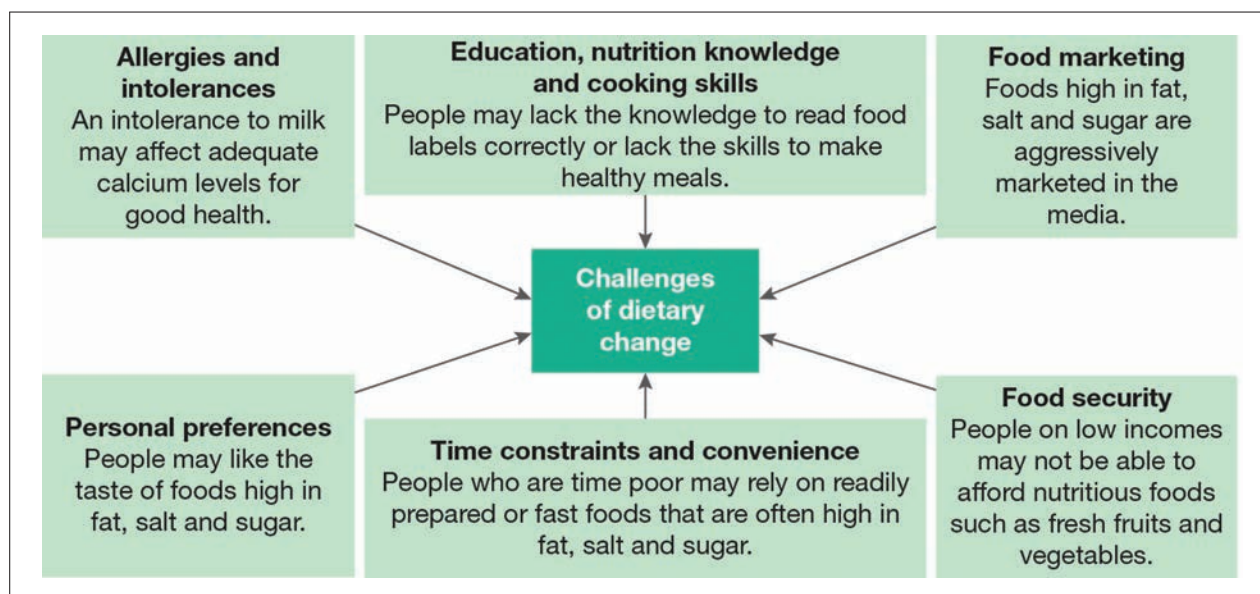 Allergies and
intolerances
An intolerance to milk
may affect adequate
calcium levels for
good health.
Education, nutrition knowledge
and cooking skills
People may lack the knowledge to read food
labels correctly or lack the skills to make
healthy meals.
Food marketing
Foods high in fat,
salt and sugar are
aggressively
marketed in the
media.
Challenges
of dietary
change
Personal preferences
People may like the
taste of foods high in
fat, salt and sugar.
Time constraints and convenience
People who are time poor may rely on readily
prepared or fast foods that are often high in
fat, salt and sugar.
Food security
People on low incomes
may not be able to
afford nutritious foods
such as fresh fruits and
vegetables.